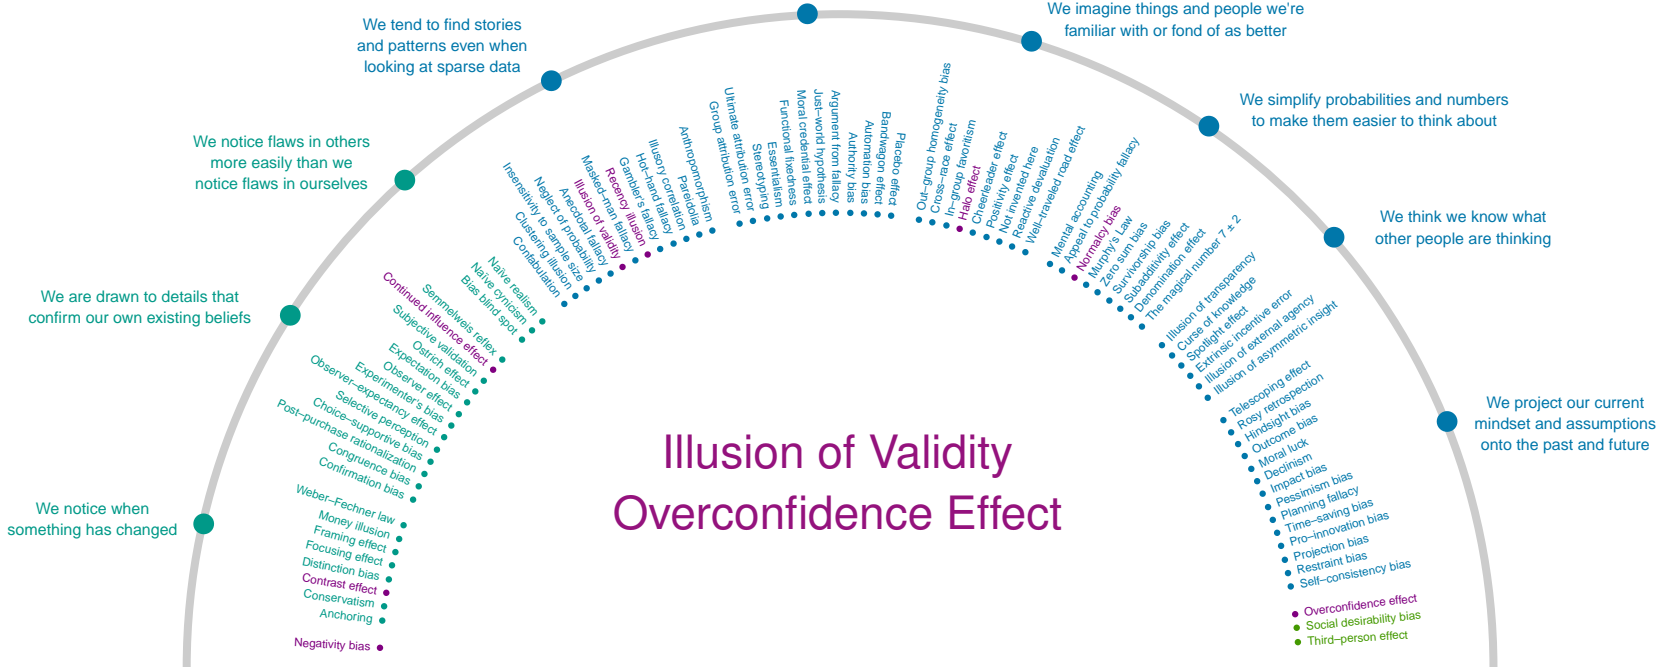 We tend to find stories
and patterns even when
looking at sparse data
We imagine things and people we're
familiar with or fond of as better
We notice flaws in others
more easily than we
notice flaws in ourselves
We simplify probabilities and numbers
to make them easier to think about
We are drawn to details that
confirm our own existing beliefs
We think we know what
other people are thinking
We notice when
something has changed
We project our current
mindset and assumptions
onto the past and future
Negativity bias
Anchoring
Conservatism
Contrast effect
Distinction bias
Focusing effect
Framing effect
Money illusion
Weber–Fechner law
Confirmation bias
Congruence bias
Post–purchase rationalization
Choice–supportive bias
Selective perception
Observer–expectancy effect
Experimenter's bias
Observer effect
Expectation bias
Ostrich effect
Subjective validation
Continued influence effect
Semmelweis reflex
Bias blind spot
Naïve cynicism
Naïve realism
Confabulation
Clustering illusion
Insensitivity to sample size
Neglect of probability
Anecdotal fallacy
Illusion of validity
Masked–man fallacy
Recency illusion
Gambler's fallacy
Hot–hand fallacy
Illusory correlation
Pareidolia
Anthropomorphism
Group attribution error
Ultimate attribution error
Stereotyping
Essentialism
Functional fixedness
Moral credential effect
Just–world hypothesis
Argument from fallacy
Authority bias
Automation bias
Bandwagon effect
Placebo effect
Out–group homogeneity bias
Cross–race effect
In–group favoritism
Halo effect
Cheerleader effect
Positivity effect
Not invented here
Reactive devaluation
Well–traveled road effect
Mental accounting
Appeal to probability fallacy
Normalcy bias
Murphy's Law
Zero sum bias
Survivorship bias
Subadditivity effect
Denomination effect
The magical number 7 ± 2
Illusion of transparency
Curse of knowledge
Spotlight effect
Extrinsic incentive error
Illusion of external agency
Illusion of asymmetric insight
Telescoping effect
Rosy retrospection
Hindsight bias
Outcome bias
Moral luck
Declinism
Impact bias
Pessimism bias
Planning fallacy
Time–saving bias
Pro–innovation bias
Projection bias
Restraint bias
Self–consistency bias
Overconfidence effect
Social desirability bias
Third–person effect
Illusion of Validity
Overconfidence Effect